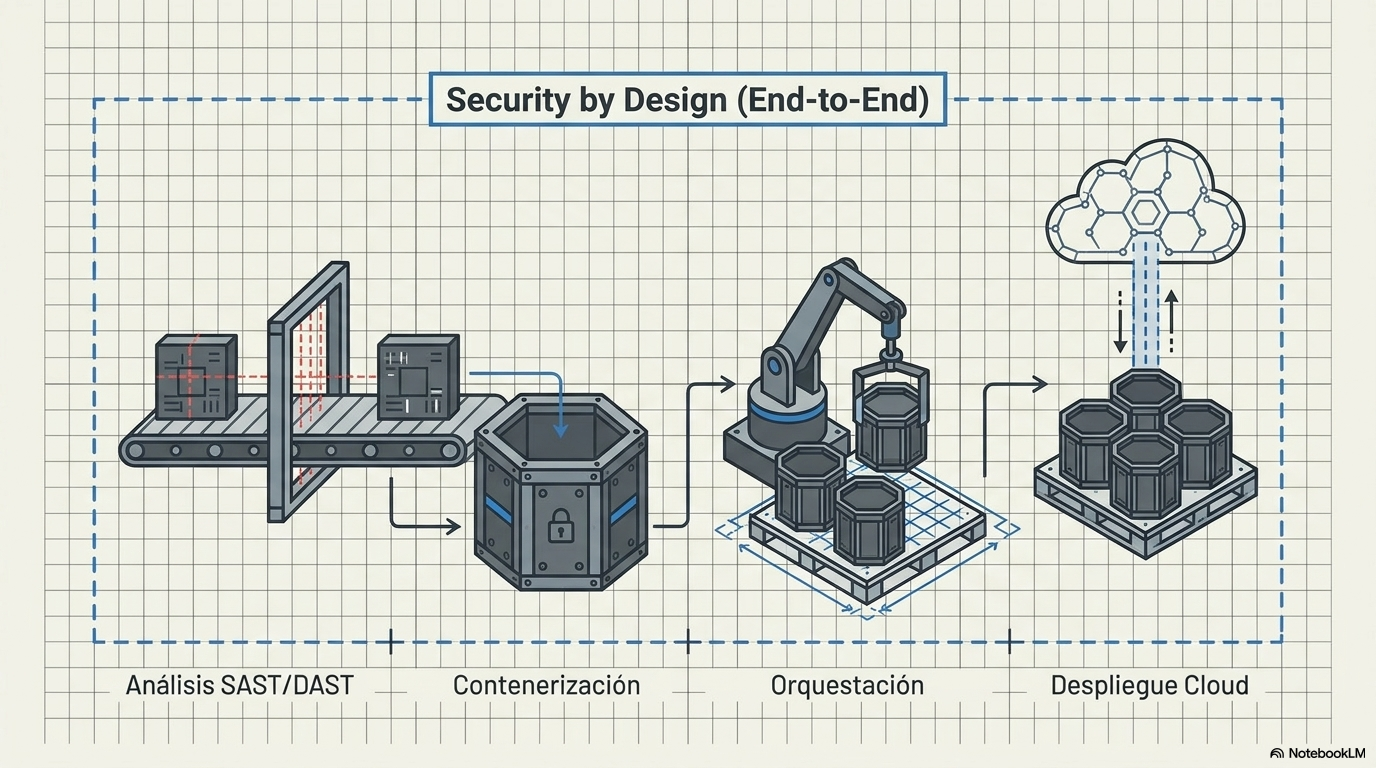 Security by Design (End-to-End)
Análisis SAST/DAST
Contenerización
Orquestación
Despliegue Cloud
NotebookLM